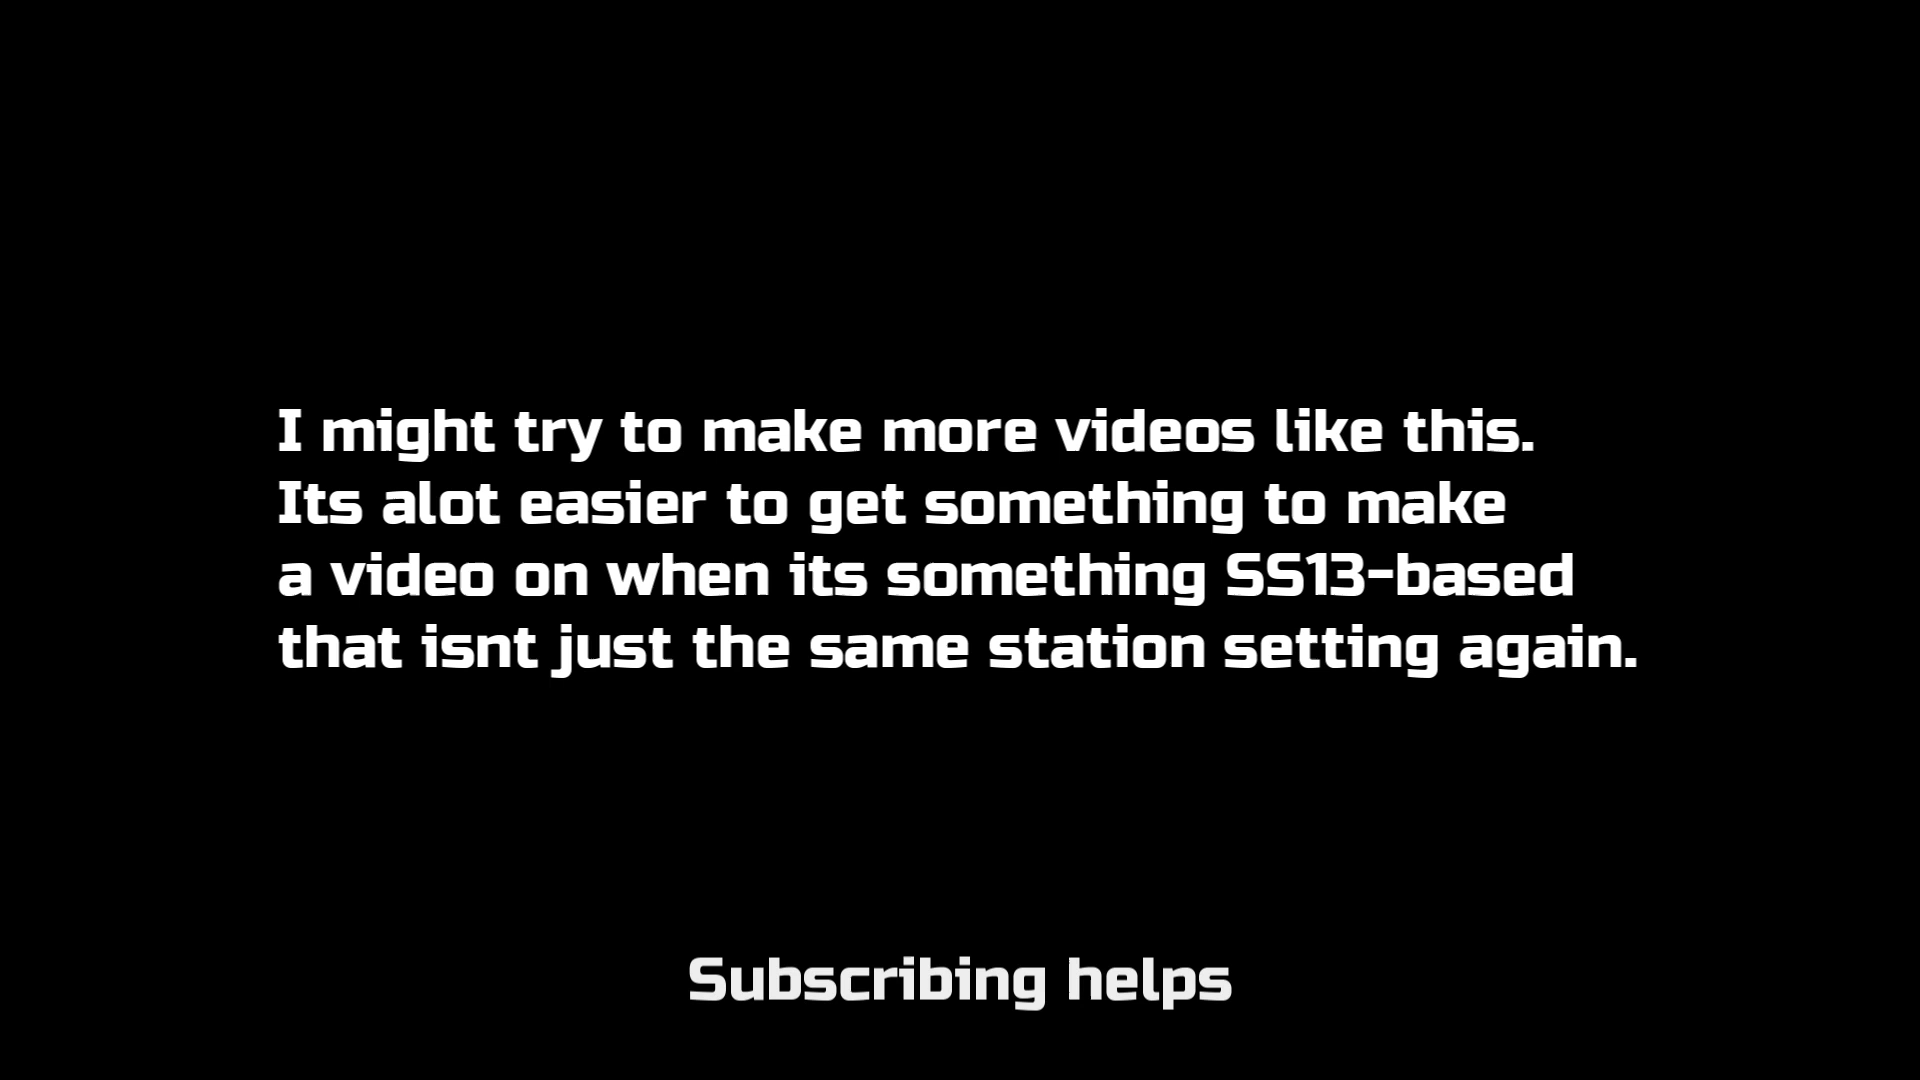 I might try to make more videos like this.
Its alot easier to get something to make
a video on when its something SS13-based
that isnt just the same station setting again.
Subscribing helps